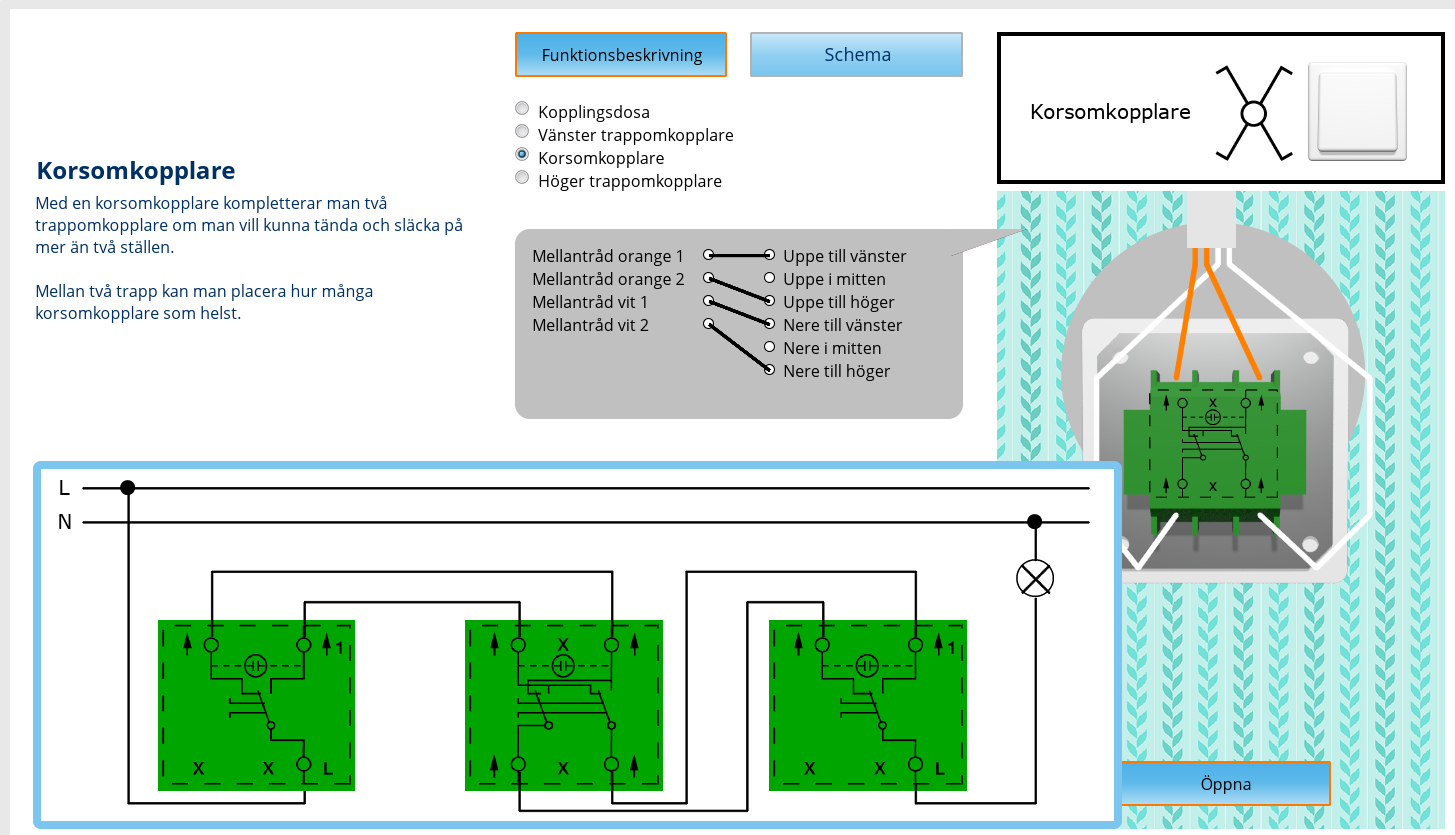 Funktionsbeskrivning
Schema
Kopplingsdosa
Vänster trappomkopplare
Korsomkopplare
Höger trappomkopplare
Korsomkopplare
Korsomkopplare
Med en korsomkopplare kompletterar man två
trappomkopplare om man vill kunna tända och släcka på
mer än två ställen.
Mellan två trapp kan man placera hur många
korsomkopplare som helst.
Mellantråd orange 1
Mellantråd orange 2
Mellantråd vit 1
Mellantråd vit 2
Uppe till vänster
Uppe i mitten
Uppe till höger
Nere till vänster
Nere i mitten
Nere till höger
X
X
L
N
1
X X L
X
X
1
X X L
Öppna